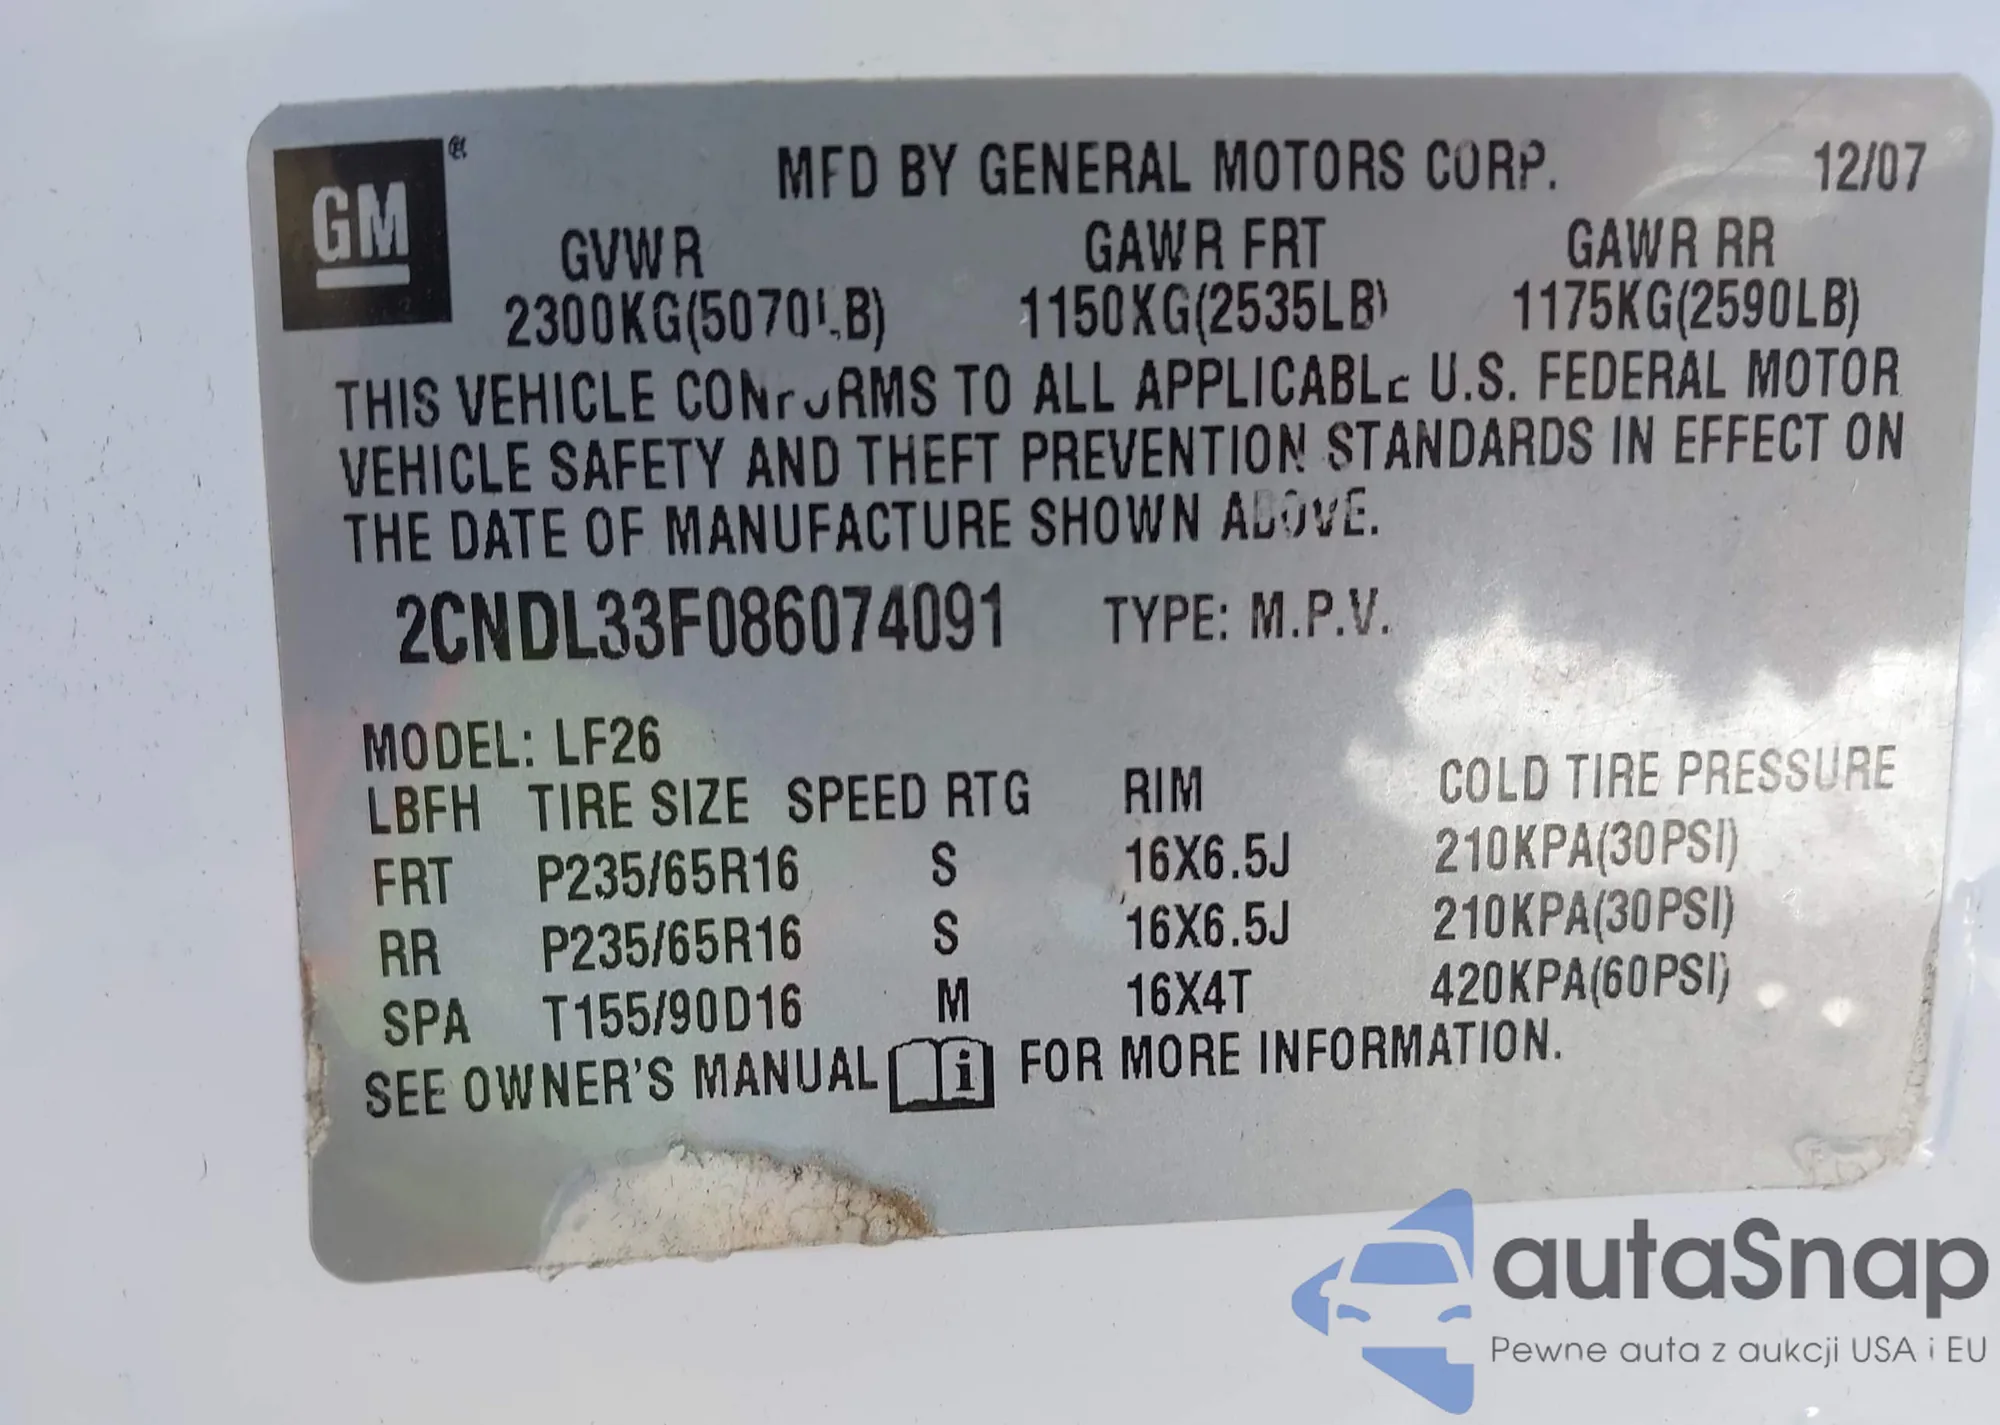 GM
MFD BY GENERAL MOTORS CORP. 12/07
GVWR GAWR FRT GAWR RR
2300KG(5070LB) 1150KG(2535LB) 1175KG(2590LB)
THIS VEHICLE CONFORMS TO ALL APPLICABLE U.S. FEDERAL MOTOR
VEHICLE SAFETY AND THEFT PREVENTION STANDARDS IN EFFECT ON
THE DATE OF MANUFACTURE SHOWN ABOVE.
2CNDL33F086074091 TYPE: M.P.V.
MODEL: LF26
LBFH TIRE SIZE SPEED RTG RIM COLD TIRE PRESSURE
FRT P235/65R16 S 16X6.5J 210KPA(30PSI)
RR P235/65R16 S 16X6.5J 210KPA(30PSI)
SPA T155/90D16 M 16X4T 420KPA(60PSI)
SEE OWNER'S MANUAL i FOR MORE INFORMATION.
autaSnap
Pewne auta z aukcji USA i EU